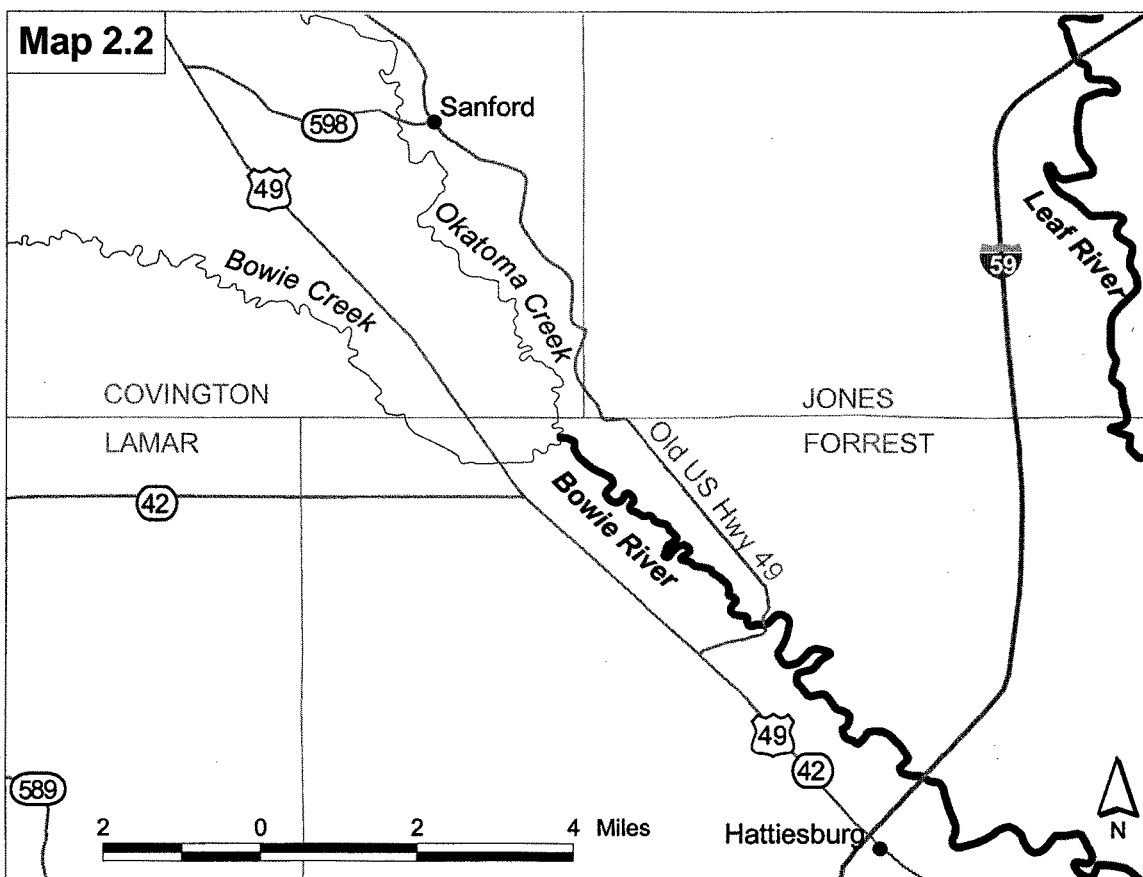 Map 2.2
Sanford
598
49
Okatoma Creek
Leaf River
Bowie Creek
59
COVINGTON
JONES
LAMAR
FORREST
Old US Hwy 49
42
Bowie River
49
42
589
2 0 2 4 Miles
Hattiesburg
N